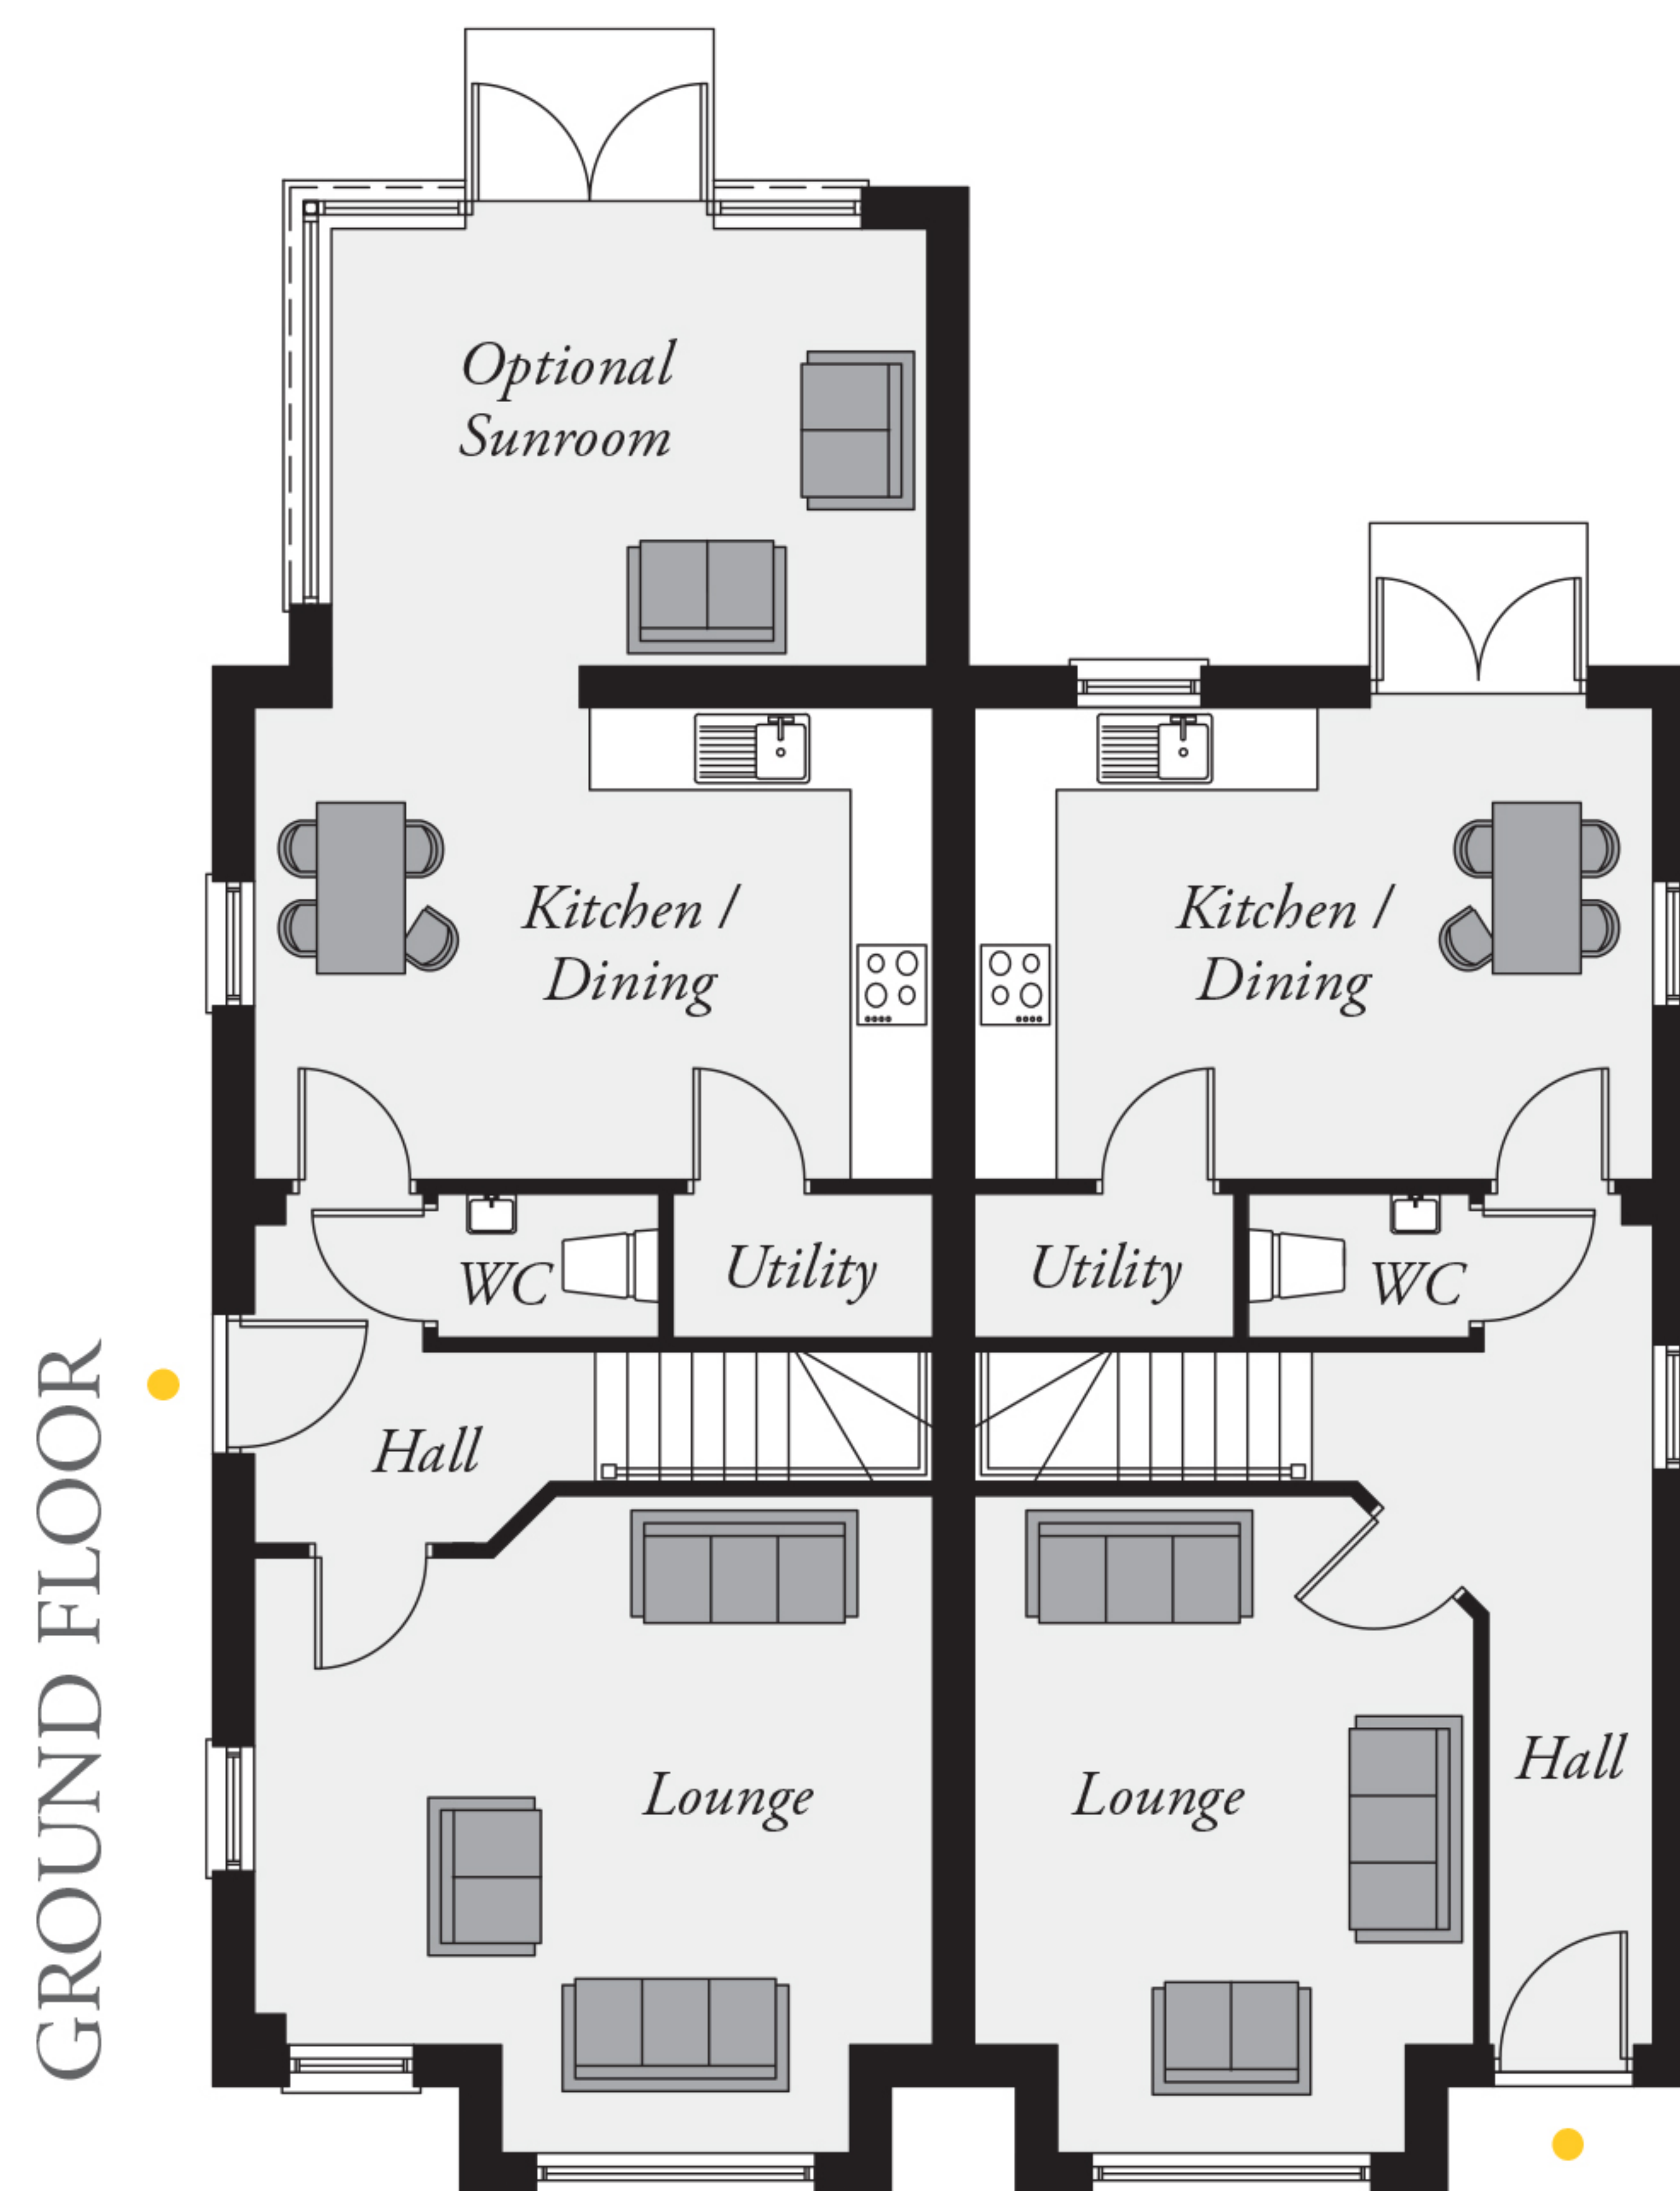 Optional
Sunroom
Kitchen /
Dining
Kitchen /
Dining
WC
Utility
Utility
WC
Hall
Lounge
Lounge
Hall
GROUND FLOOR